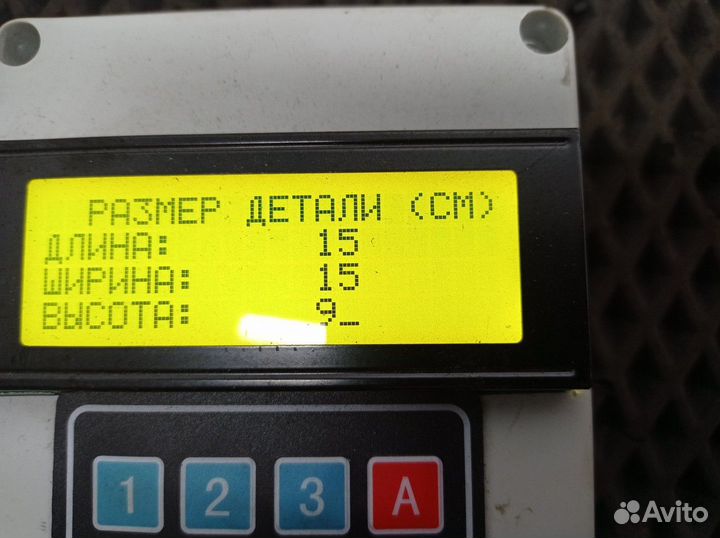 РАЗМЕР ДЕТАЛИ (СМ)
ДЛИНА: 15
ШИРИНА: 15
ВЫСОТА: 9_
1 2 3 A
Avito